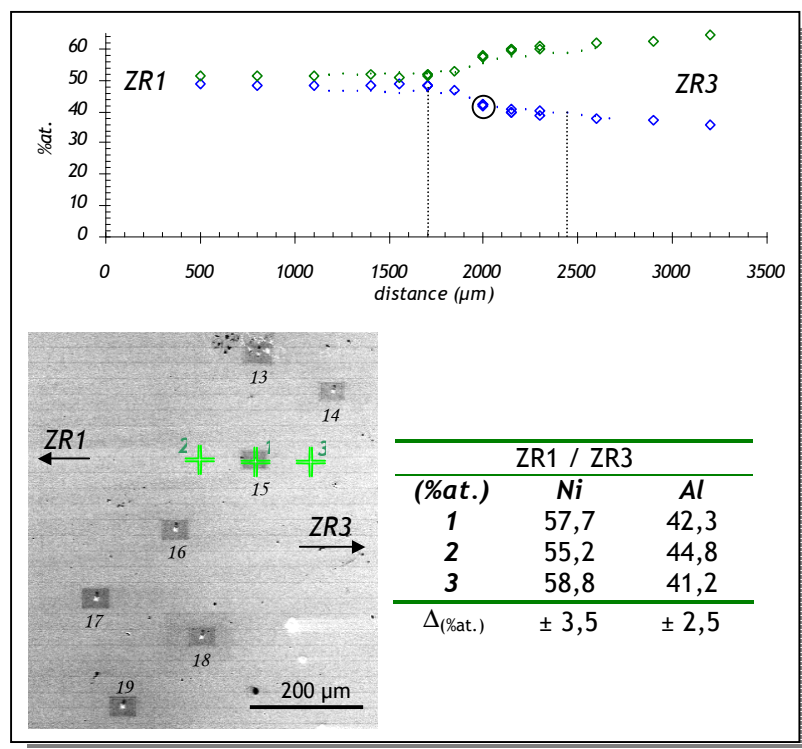 60
50
40
30
20
10
0
%at.
ZR1
ZR3
0 500 1000 1500 2000 2500 3000 3500
distance (µm)
13
14
ZR1
2 1 3
15
ZR3
16
17
18
19
200 µm
ZR1 / ZR3
(%at.) Ni Al
1 57,7 42,3
2 55,2 44,8
3 58,8 41,2
Δ(%at.) ± 3,5 ± 2,5